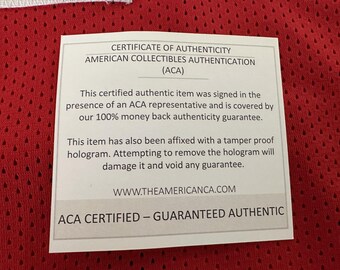 CERTIFICATE OF AUTHENTICITY
AMERICAN COLLECTIBLES AUTHENTICATION
(ACA)
This certified authentic item was signed in the
presence of an ACA representative and is covered by
our 100% money back authenticity guarantee.
This item has also been affixed with a tamper proof
hologram. Attempting to remove the hologram will
damage it and void any guarantee.
WWW.THEAMERICANCA.COM
ACA CERTIFIED – GUARANTEED AUTHENTIC